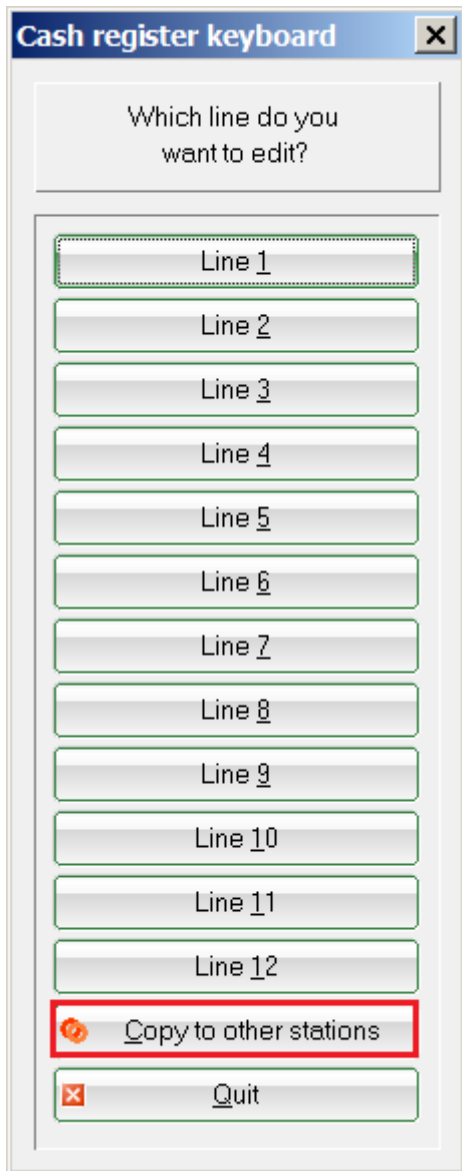 Cash register keyboard
Which line do you
want to edit?
Line 1
Line 2
Line 3
Line 4
Line 5
Line 6
Line 7
Line 8
Line 9
Line 10
Line 11
Line 12
Copy to other stations
Quit